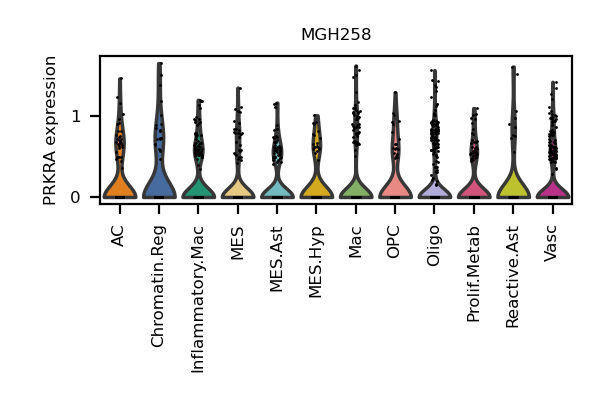 MGH258
PRKRA expression
1
0
AC
Chromatin.Reg
Inflammatory.Mac
MES
MES.Ast
MES.Hyp
Mac
OPC
Oligo
Prolif.Metab
Reactive.Ast
Vasc